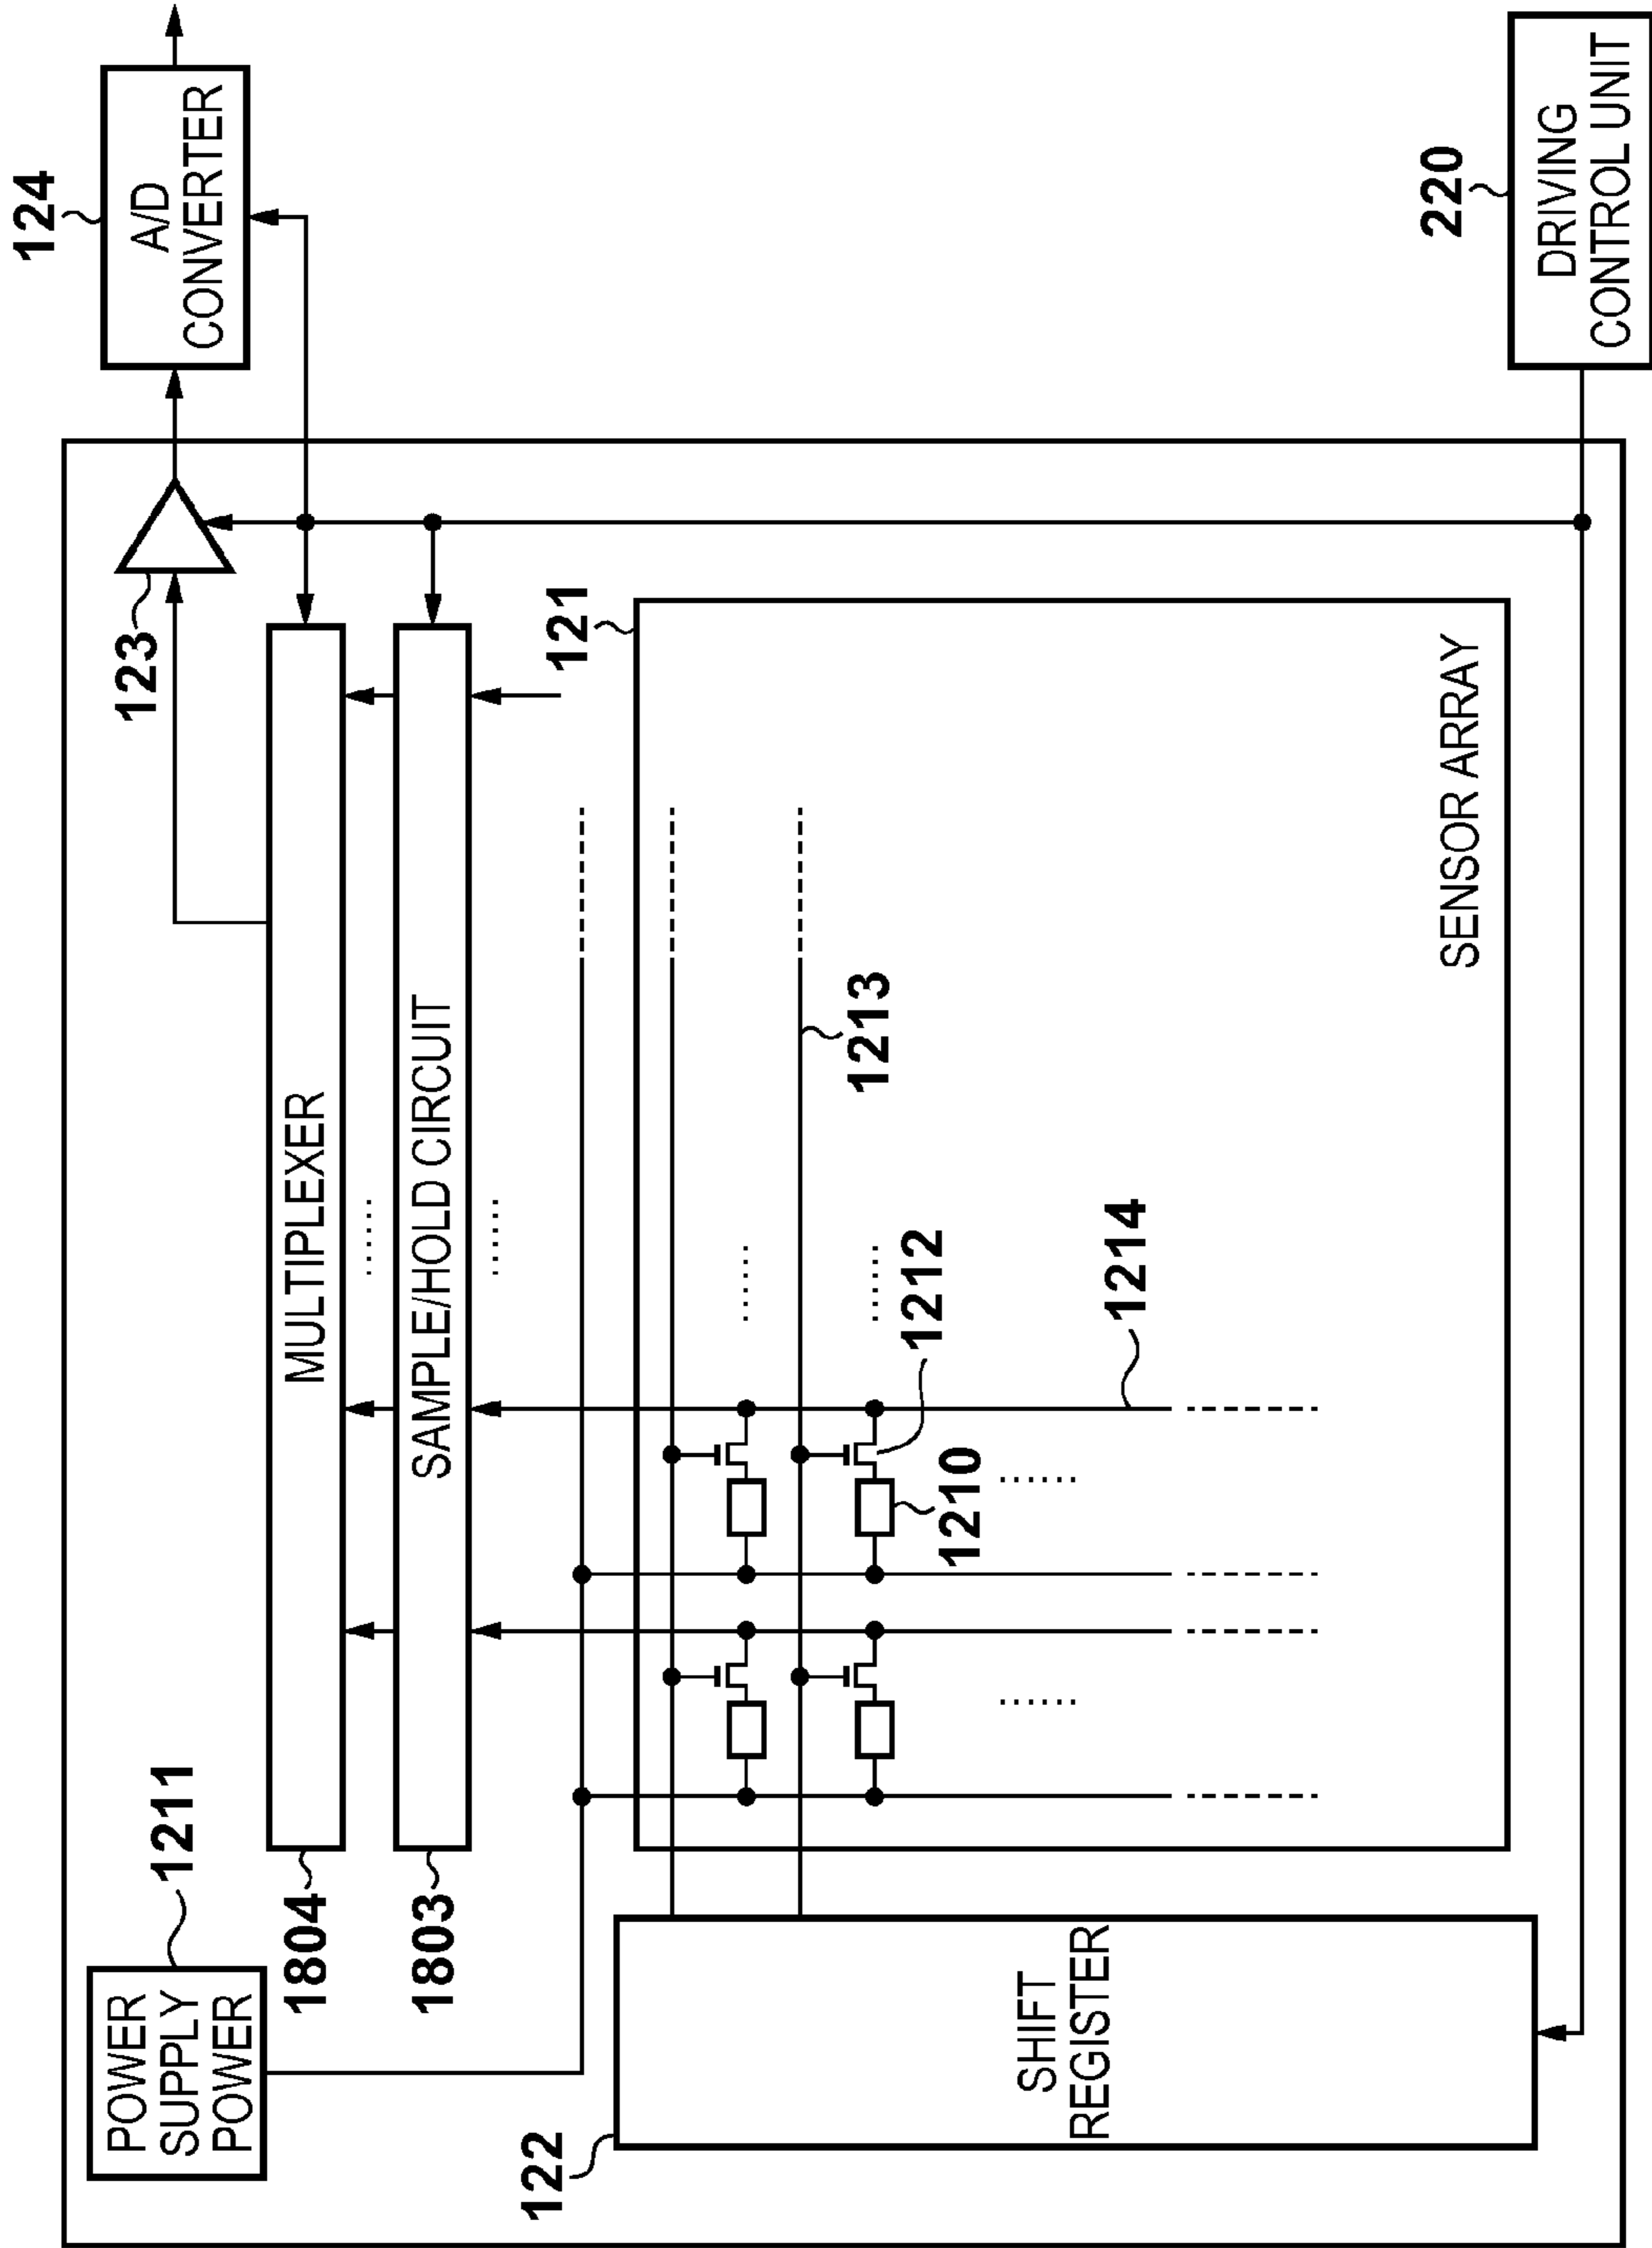 124
A/D
CONVERTER
123
POWER
SUPPLY
POWER
1211
1804
MULTIPLEXER
1803
SAMPLE/HOLD CIRCUIT
121
122
SHIFT
REGISTER
1213
1212
1210
1214
SENSOR ARRAY
220
DRIVING
CONTROL UNIT